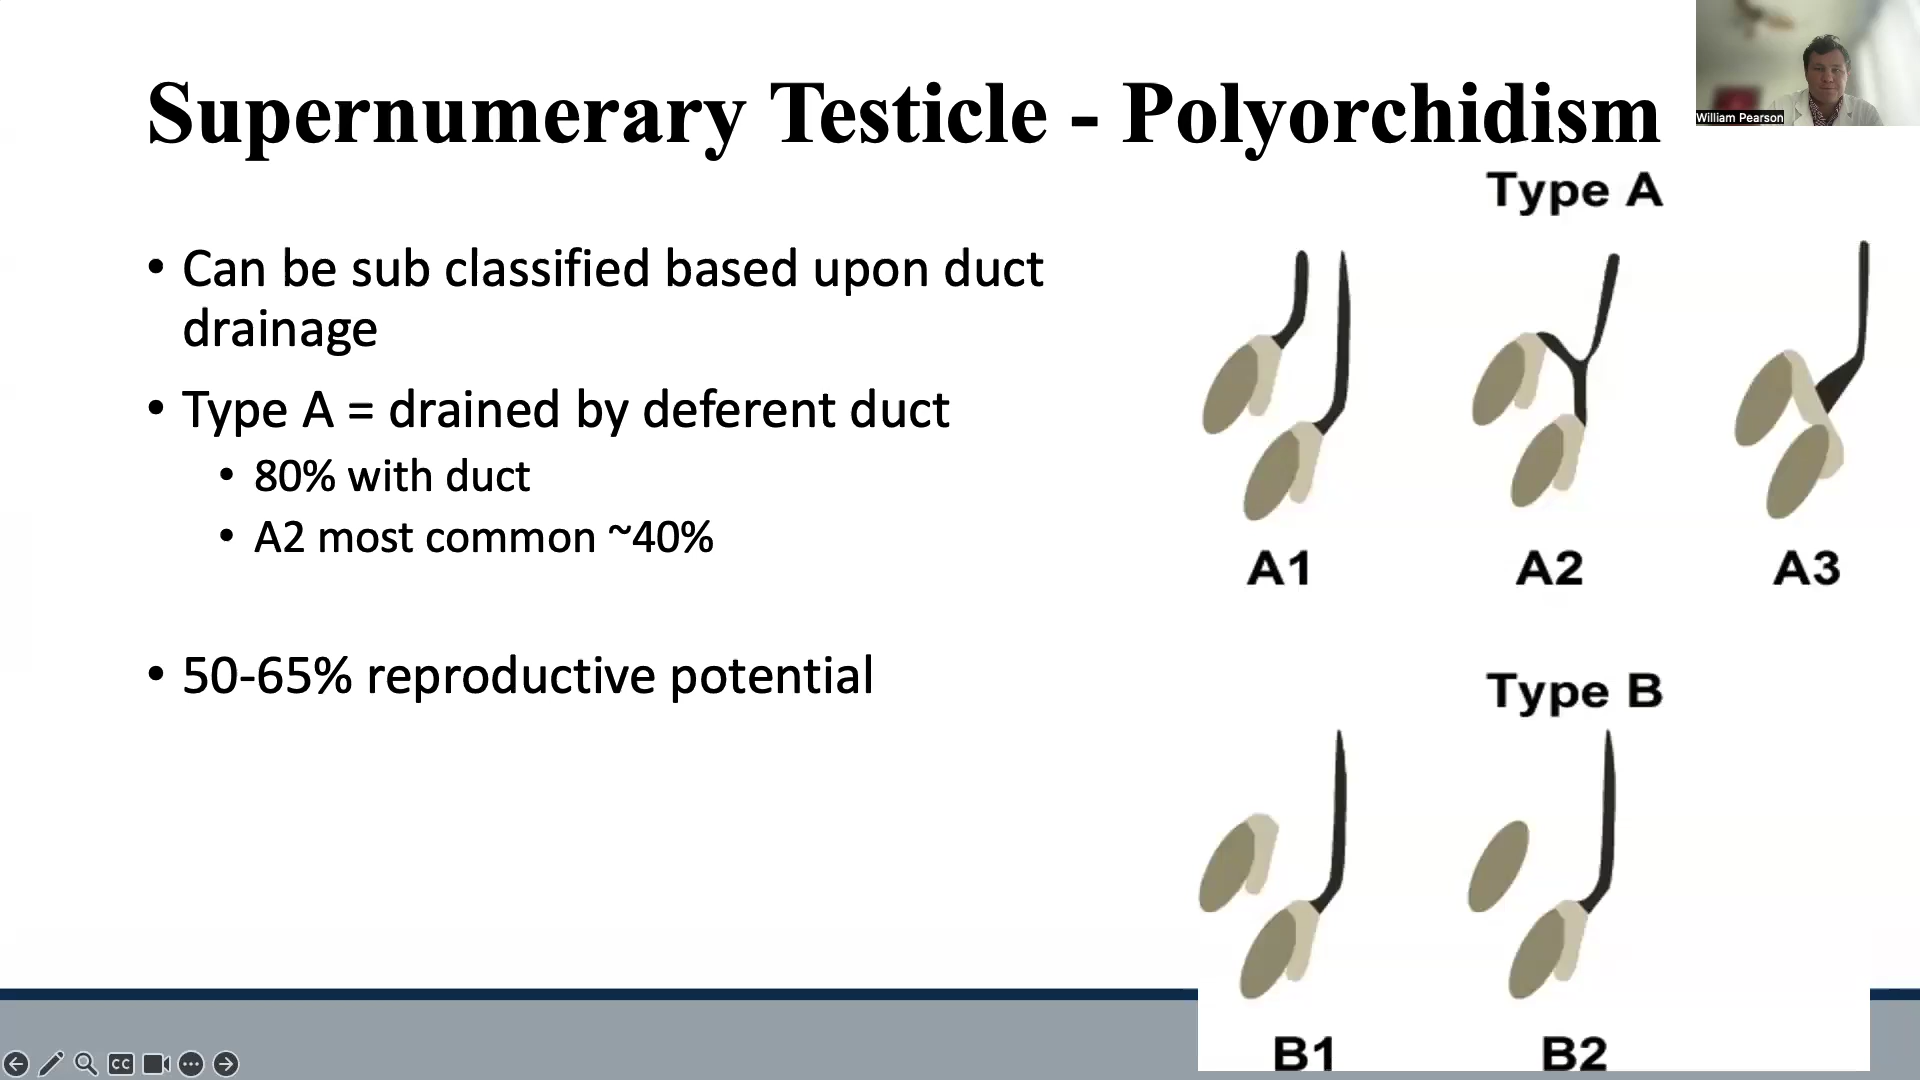 Supernumerary Testicle - Polyorchidism
William Pearson
• Can be sub classified based upon duct
drainage
• Type A = drained by deferent duct
• 80% with duct
• A2 most common ~40%
• 50-65% reproductive potential
Type A
A1 A2 A3
Type B
B1 B2
CC